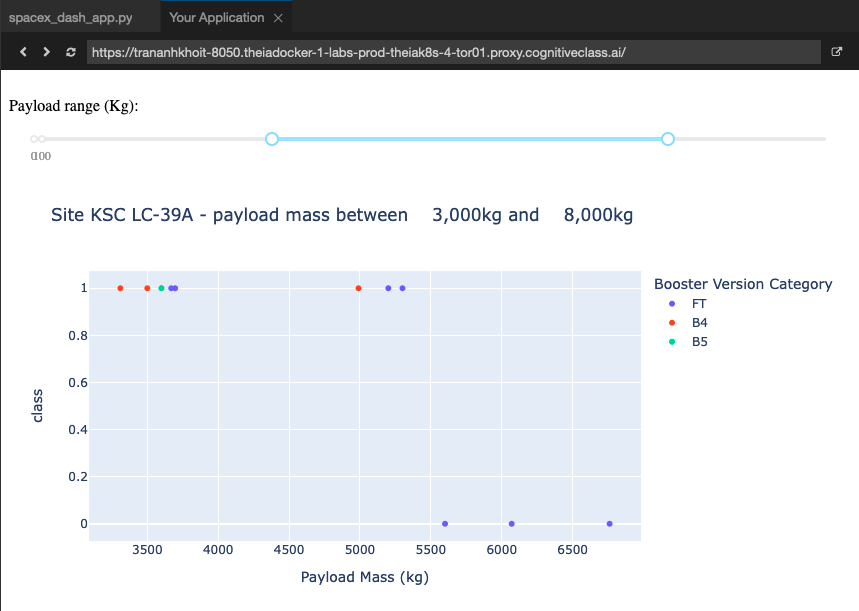 spacex_dash_app.py Your Application
https://trananhkhoit-8050.theiadocker-1-labs-prod-theiak8s-4-tor01.proxy.cognitiveclass.ai/
Payload range (Kg):
Site KSC LC-39A - payload mass between 3,000kg and 8,000kg
Booster Version Category
FT
B4
B5
1
0.8
0.6
0.4
0.2
0
class
3500 4000 4500 5000 5500 6000 6500
Payload Mass (kg)